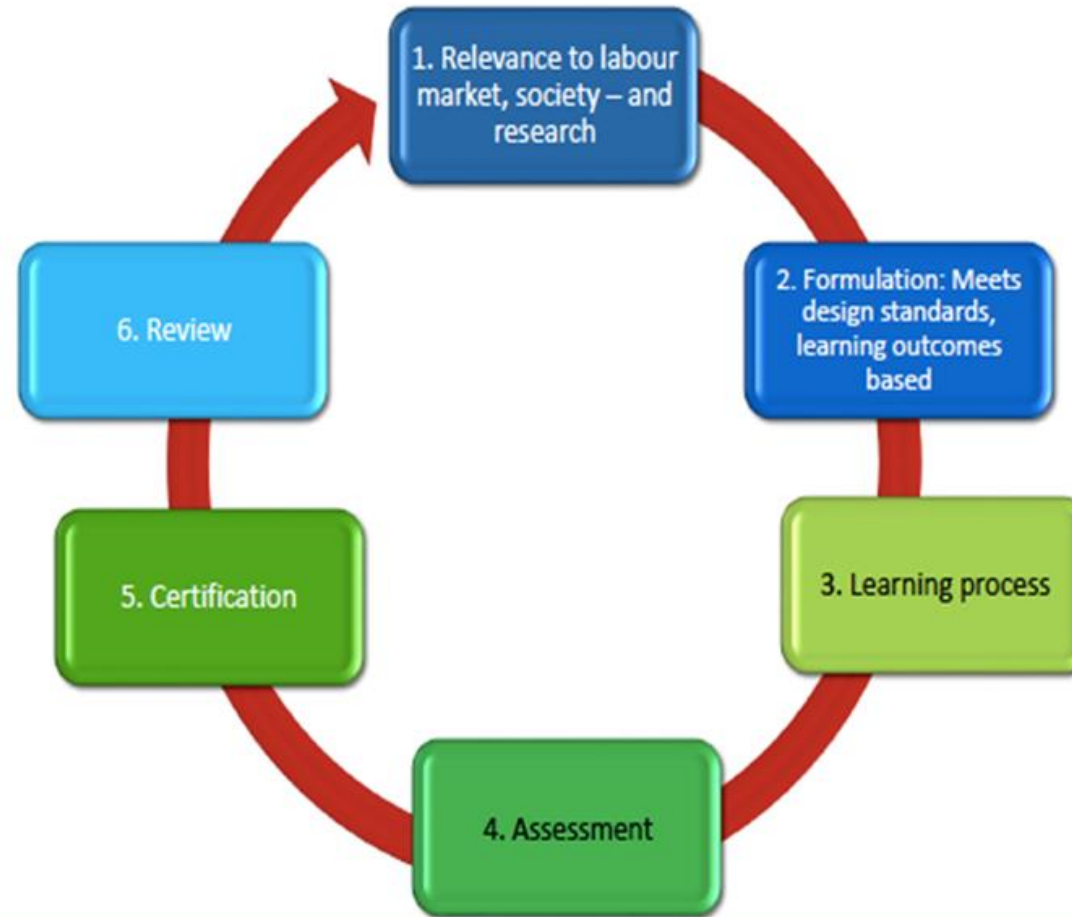 1. Relevance to labour
market, society – and
research
2. Formulation: Meets
design standards,
learning outcomes
based
3. Learning process
4. Assessment
5. Certification
6. Review